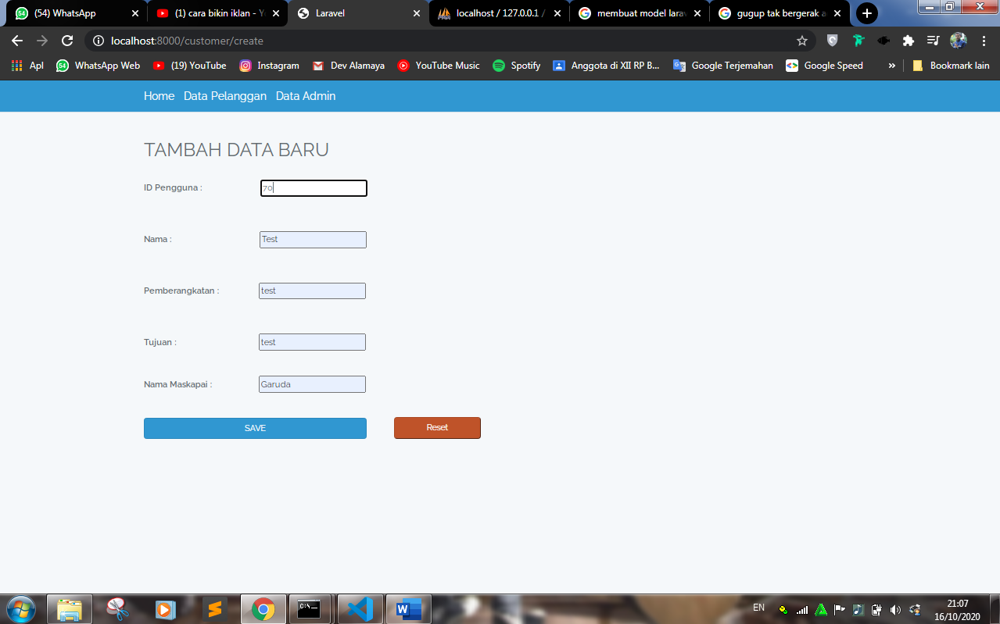 (54) WhatsApp
(1) cara bikin iklan - Y
Laravel
localhost / 127.0.0.1 /
membuat model larav
gugup tak bergerak a
localhost:8000/customer/create
Apl
WhatsApp Web
(19) YouTube
Instagram
Dev Alamaya
YouTube Music
Spotify
Anggota di XII RP B...
Google Terjemahan
Google Speed
»
Bookmark lain
Home Data Pelanggan Data Admin
TAMBAH DATA BARU
ID Pengguna : 70
Nama : Test
Pemberangkatan : test
Tujuan : test
Nama Maskapai : Garuda
SAVE Reset
EN
21:07
16/10/2020